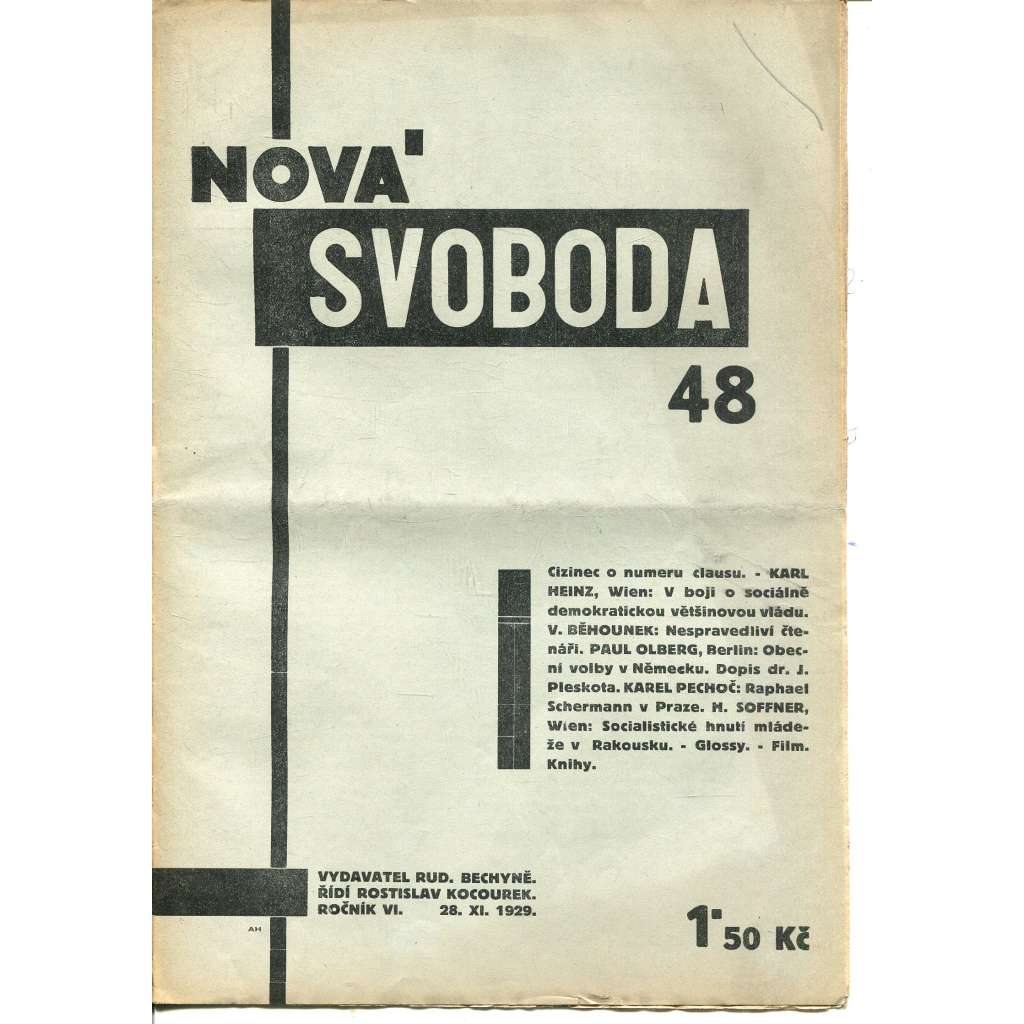 NOVÁ
SVOBODA
48
Cizinec o numeru clausu. - KARL
HEINZ, Wien: V boji o sociálně
demokratickou většinovou vládu.
V. BĚHOUNEK: Nespravedliví čte-
náři. PAUL OLBERG, Berlin: Obec-
ní volby v Německu. Dopis dr. J.
Pleskota. KAREL PECHOČ: Raphael
Schermann v Praze. H. SOFFNER,
Wien: Socialistické hnutí mláde-
že v Rakousku. - Glossy. - Film.
Knihy.
VYDAVATEL RUD. BECHYNĚ.
ŘÍDÍ ROSTISLAV KOCOUREK.
ROČNÍK VI. 28. XI. 1929.
AH
1·50 Kč